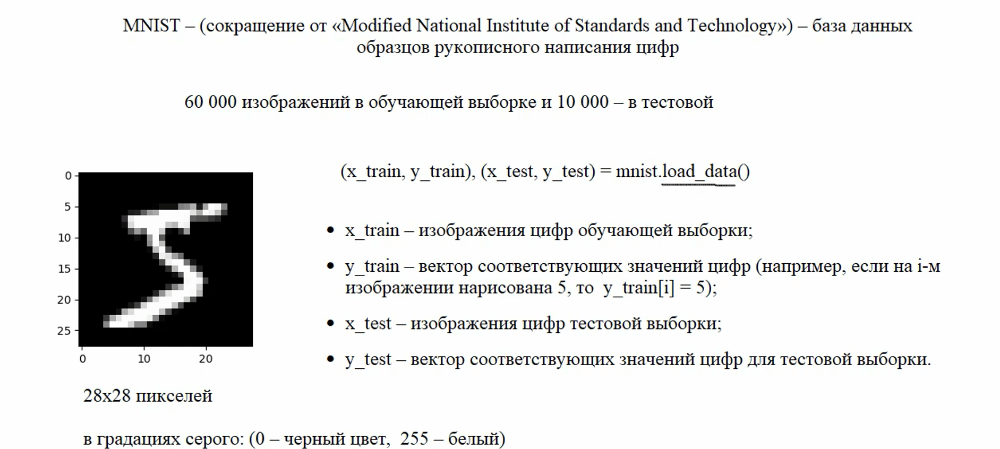 MNIST – (сокращение от «Modified National Institute of Standards and Technology») – база данных
образцов рукописного написания цифр
60 000 изображений в обучающей выборке и 10 000 – в тестовой
(x_train, y_train), (x_test, y_test) = mnist.load_data()
0
5
10
15
20
25
0 10 20
• x_train – изображения цифр обучающей выборки;
• y_train – вектор соответствующих значений цифр (например, если на i-м
изображении нарисована 5, то y_train[i] = 5);
• x_test – изображения цифр тестовой выборки;
• y_test – вектор соответствующих значений цифр для тестовой выборки.
28x28 пикселей
в градациях серого: (0 – черный цвет, 255 – белый)